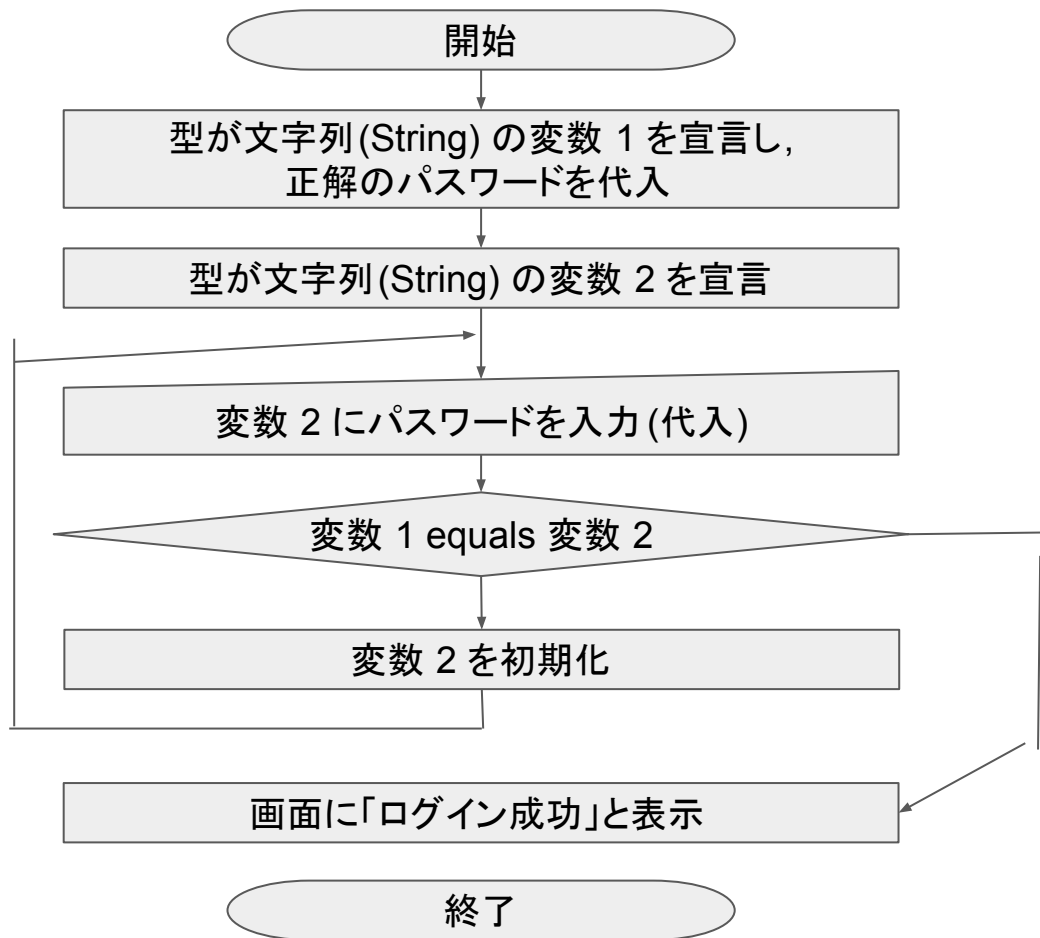 開始
型が文字列(String) の変数 1 を宣言し,
正解のパスワードを代入
型が文字列(String) の変数 2 を宣言
変数 2 にパスワードを入力(代入)
変数 1 equals 変数 2
変数 2 を初期化
画面に「ログイン成功」と表示
終了